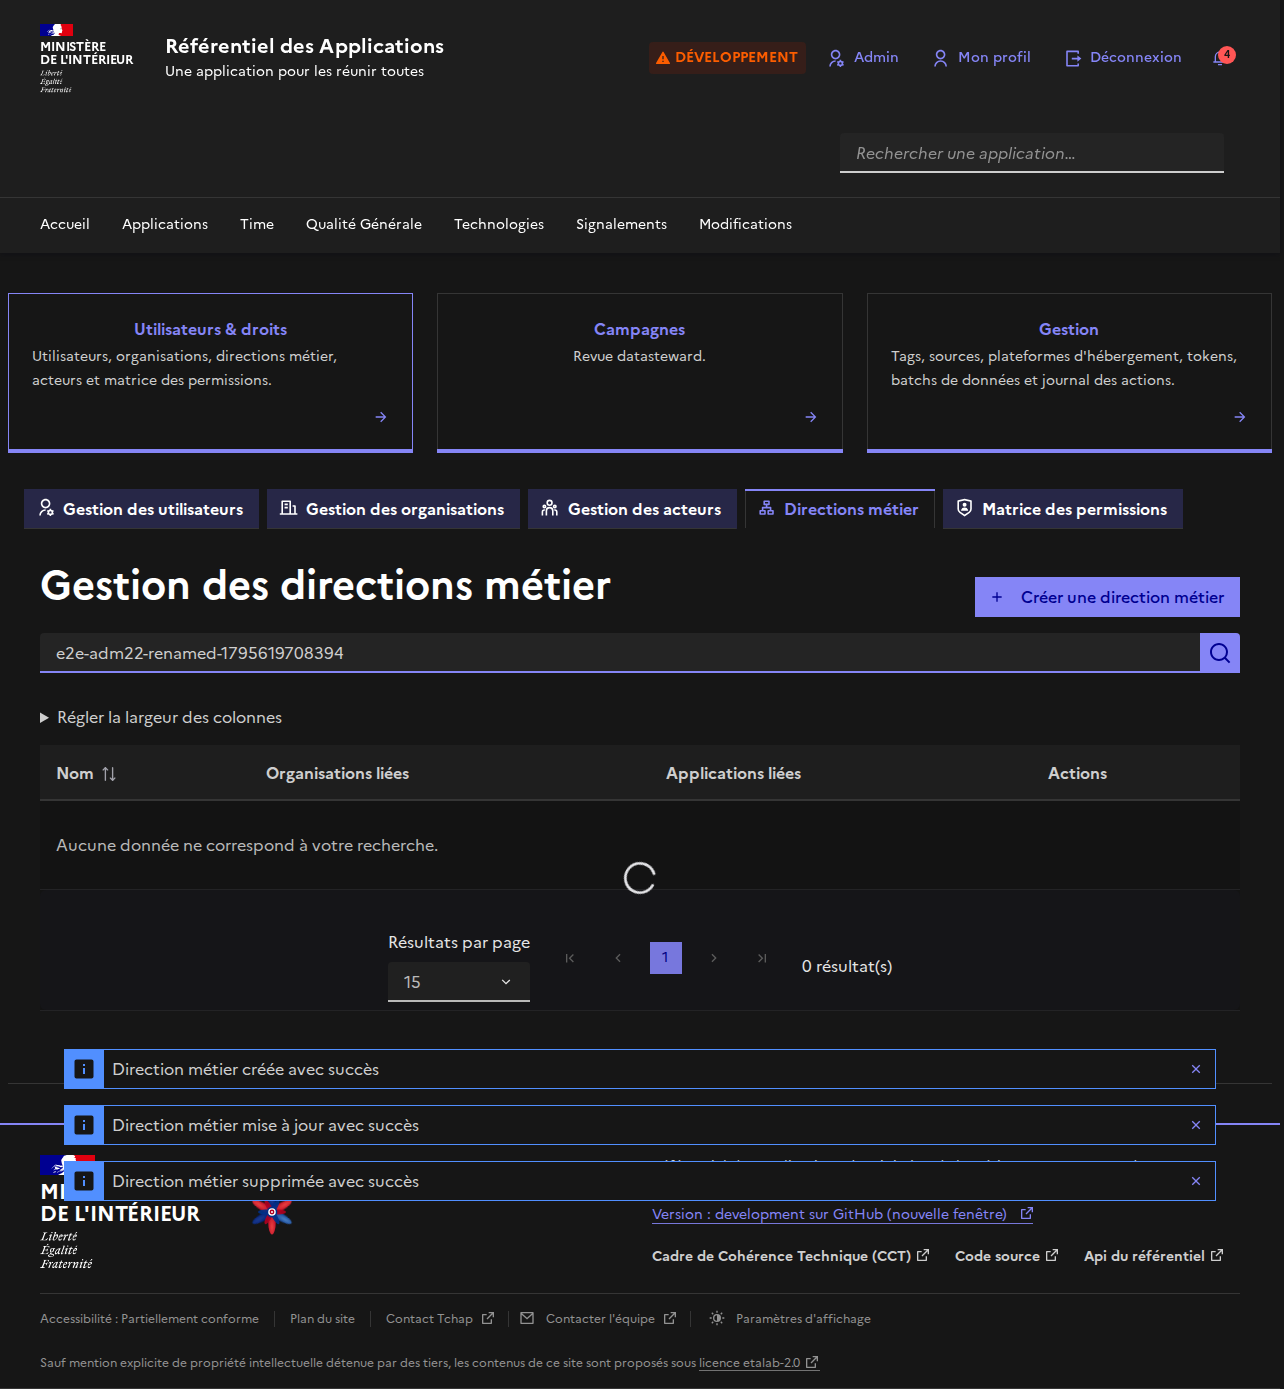 MINISTÈRE
DE L'INTÉRIEUR
Liberté
Égalité
Fraternité
Référentiel des Applications
Une application pour les réunir toutes
DÉVELOPPEMENT
Admin
Mon profil
Déconnexion
4
Rechercher une application…
Accueil
Applications
Time
Qualité Générale
Technologies
Signalements
Modifications
Utilisateurs & droits
Utilisateurs, organisations, directions métier,
acteurs et matrice des permissions.
Campagnes
Revue datasteward.
Gestion
Tags, sources, plateformes d'hébergement, tokens,
batchs de données et journal des actions.
Gestion des utilisateurs
Gestion des organisations
Gestion des acteurs
Directions métier
Matrice des permissions
Gestion des directions métier
Créer une direction métier
e2e-adm22-renamed-1795619708394
Régler la largeur des colonnes
Nom
Organisations liées
Applications liées
Actions
Aucune donnée ne correspond à votre recherche.
Résultats par page
15
1
0 résultat(s)
Direction métier créée avec succès
Direction métier mise à jour avec succès
Direction métier supprimée avec succès
DE L'INTÉRIEUR
Liberté
Égalité
Fraternité
Version : development sur GitHub (nouvelle fenêtre)
Cadre de Cohérence Technique (CCT)
Code source
Api du référentiel
Accessibilité : Partiellement conforme
Plan du site
Contact Tchap
Contacter l'équipe
Paramètres d'affichage
Sauf mention explicite de propriété intellectuelle détenue par des tiers, les contenus de ce site sont proposés sous licence etalab-2.0